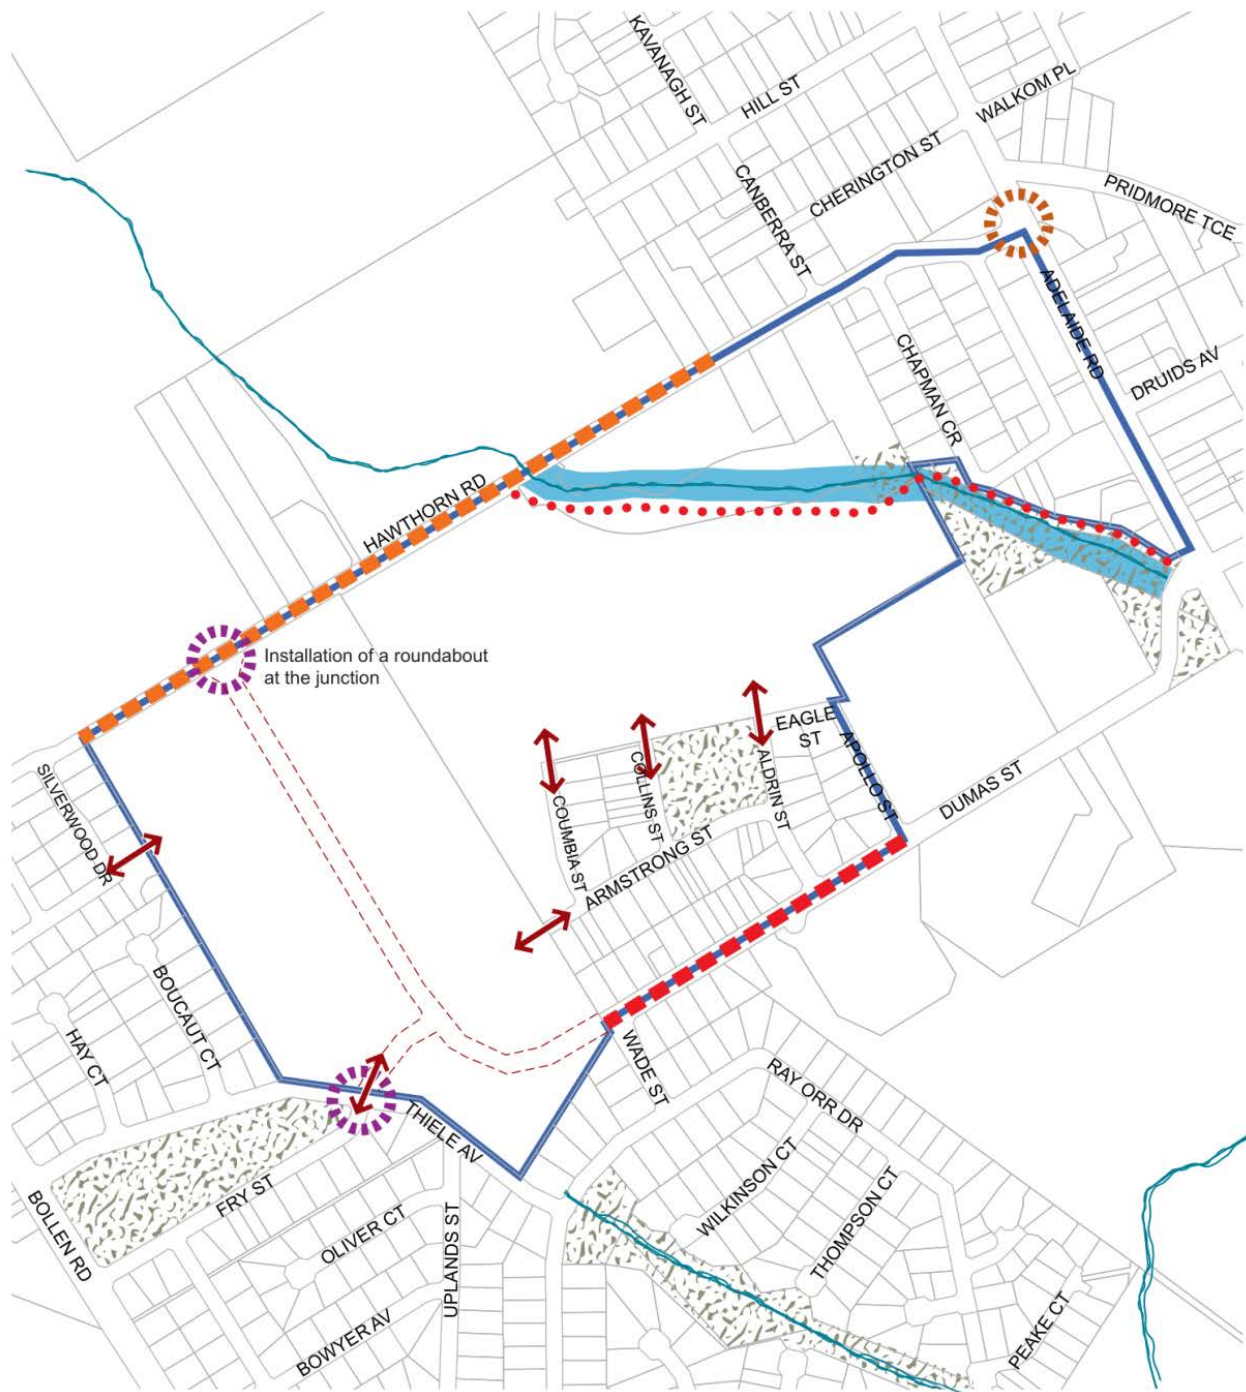 KAVANAGH ST
HILL ST
WALKOM PL
CANBERRA ST
CHERINGTON ST
PRIDMORE TCE
ADELAIDE RD
CHAPMAN CR
DRUIDS AV
HAWTHORN RD
Installation of a roundabout
at the junction
SILVERWOOD DR
EAGLE
ST
COLLINS ST
ALDRIN ST
APOLLO ST
DUMAS ST
COUMBIA ST
ARMSTRONG ST
BOUCAUT CT
HAY CT
WADE ST
RAY ORR DR
THIELE AV
WILKINSON CT
THOMPSON CT
FRY ST
BOLLEN RD
OLIVER CT
UPLANDS ST
BOWYER AV
PEAKE CT